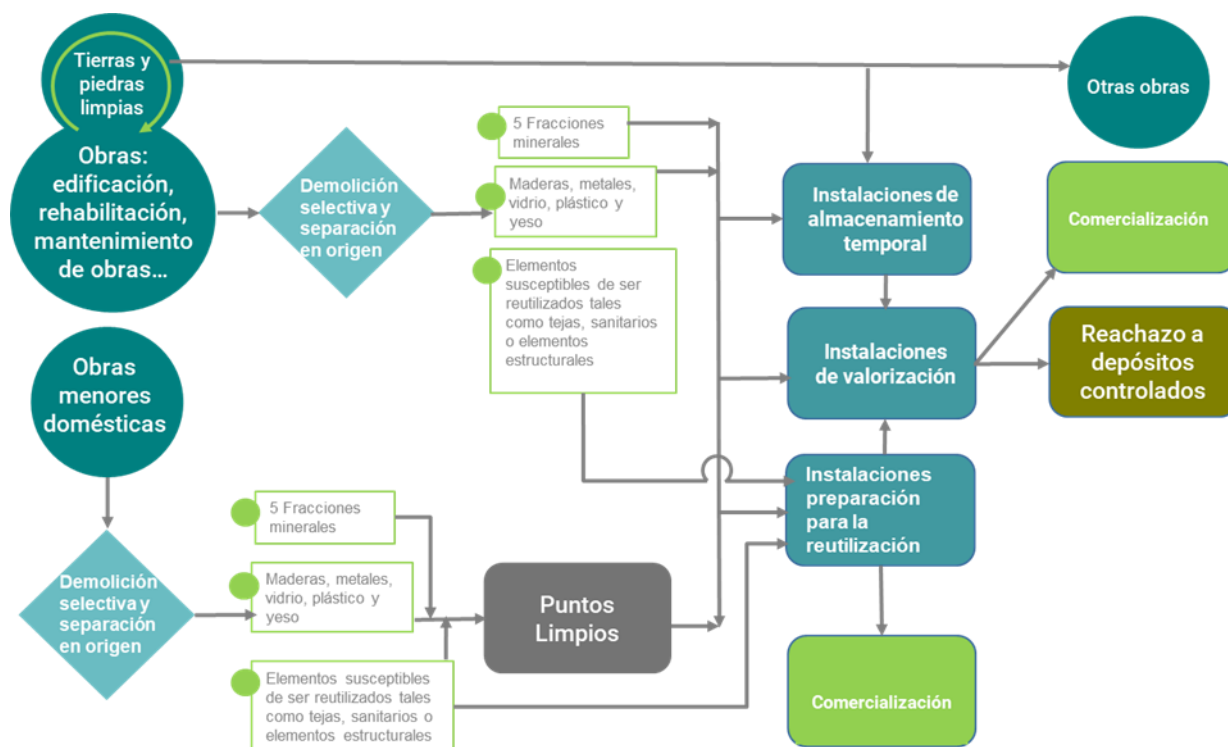 Tierras y
piedras
limpias
Obras:
edificación,
rehabilitación,
mantenimiento
de obras…
Demolición
selectiva y
separación
en origen
5 Fracciones
minerales
Maderas, metales,
vidrio, plástico y
yeso
Elementos
susceptibles de ser
reutilizados tales
como tejas, sanitarios
o elementos
estructurales
Instalaciones de
almacenamiento
temporal
Otras obras
Comercialización
Instalaciones
de valorización
Reachazo a
depósitos
controlados
Obras
menores
domésticas
Demolición
selectiva y
separación
en origen
5 Fracciones
minerales
Maderas, metales,
vidrio, plástico y
yeso
Elementos susceptibles
de ser reutilizados tales
como tejas, sanitarios o
elementos estructurales
Puntos
Limpios
Instalaciones
preparación
para la
reutilización
Comercialización